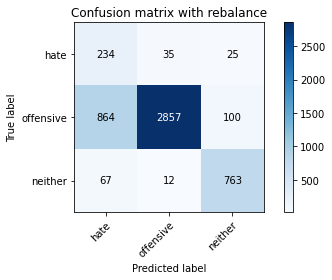 Confusion matrix with rebalance
hate 234 35 25
offensive 864 2857 100
neither 67 12 763
hate offensive neither
True label
Predicted label
2500
2000
1500
1000
500